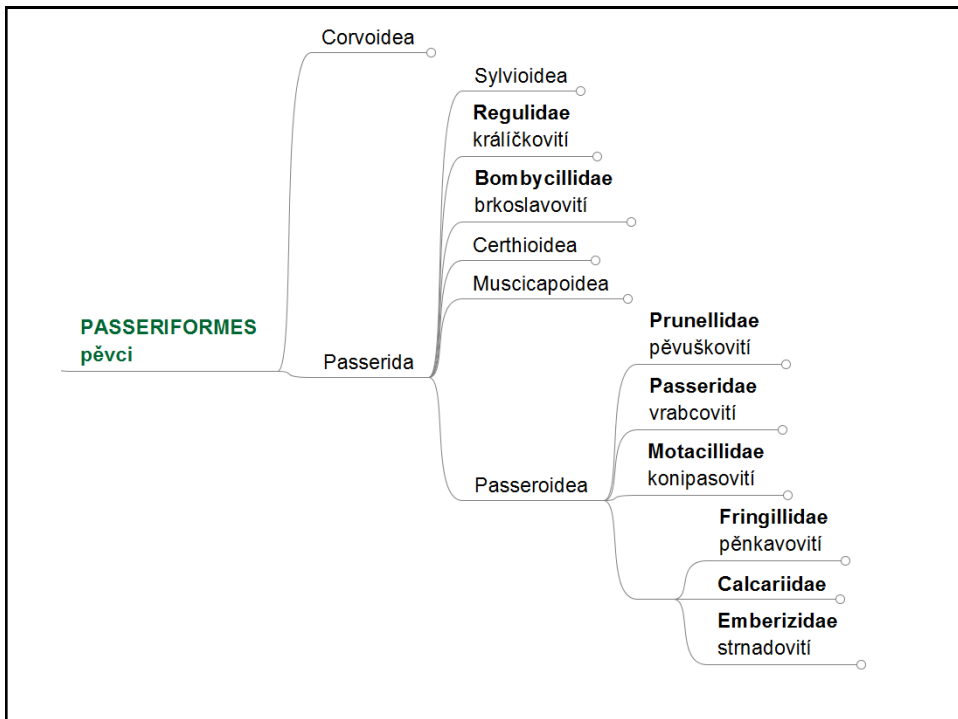 Corvoidea
Sylvioidea
Regulidae
králíčkovití
Bombycillidae
brkoslavovití
Certhioidea
Muscicapoidea
PASSERIFORMES
pěvci
Passerida
Prunellidae
pěvuškovití
Passeridae
vrabcovití
Motacillidae
konipasovití
Passeroidea
Fringillidae
pěnkavovití
Calcariidae
Emberizidae
strnadovití